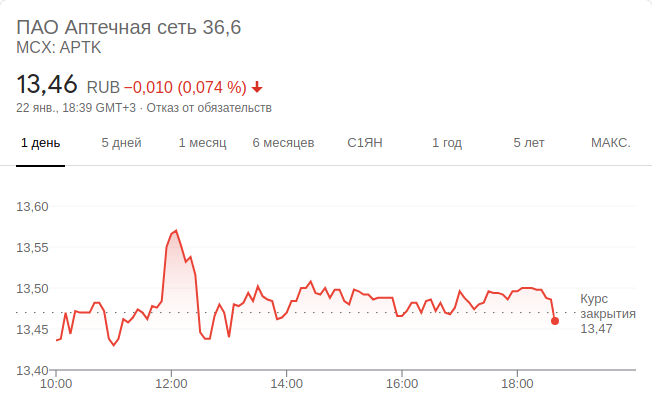 ПАО Аптечная сеть 36,6
MCX: APTK
13,46 RUB −0,010 (0,074 %)
22 янв., 18:39 GMT+3 · Отказ от обязательств
1 день 5 дней 1 месяц 6 месяцев С1ЯН 1 год 5 лет МАКС.
13,60
13,55
13,50
13,45
13,40
Курс
закрытия
13,47
10:00 12:00 14:00 16:00 18:00